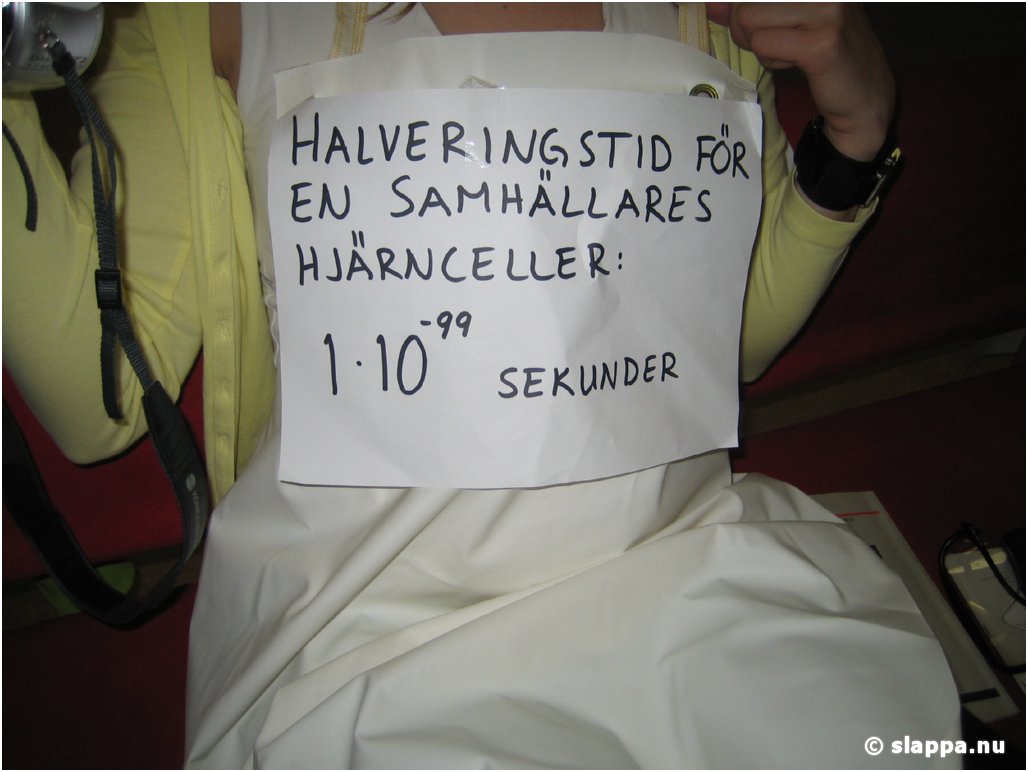 HALVERINGSTID FÖR
EN SAMHÄLLARES
HJÄRNCELLER:
1·10⁻⁹⁹ SEKUNDER
© slappa.nu